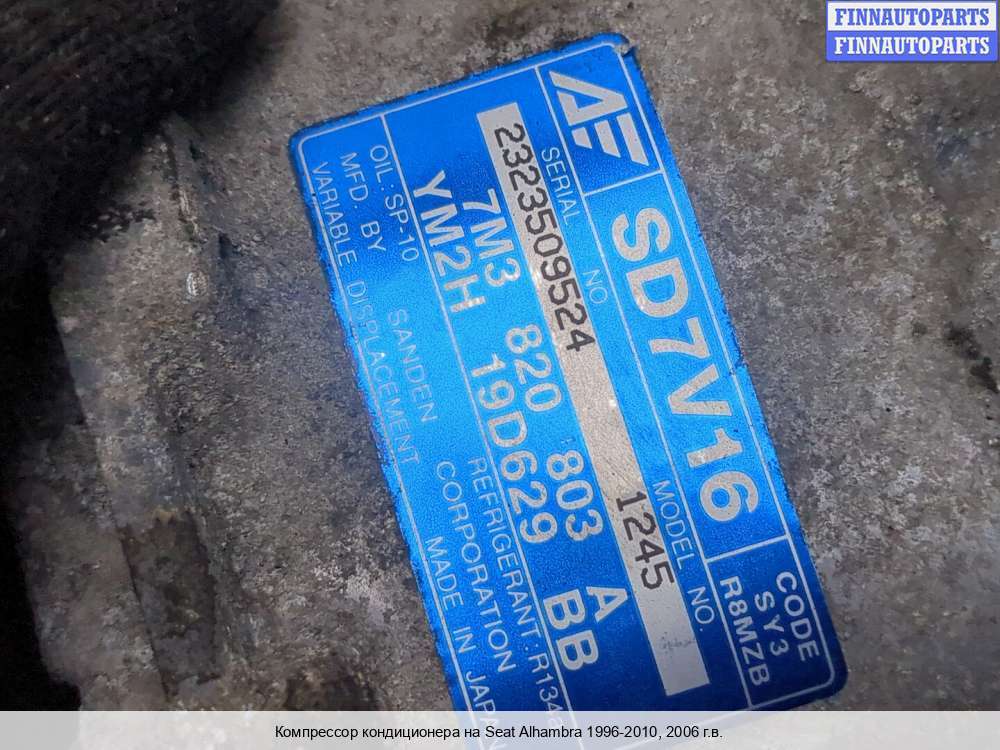 FINNAUTOPARTS
FINNAUTOPARTS
SD7V16
CODE
SY3
R8MZB
SERIAL NO.
MODEL NO.
2323509524
1245
7M3 820 803 A
YM2H 19D629 BB
OIL:SP-10
REFRIGERANT:R134a
MFD. BY SANDEN CORPORATION
VARIABLE DISPLACEMENT
MADE IN JAPAN
Компрессор кондиционера на Seat Alhambra 1996-2010, 2006 г.в.